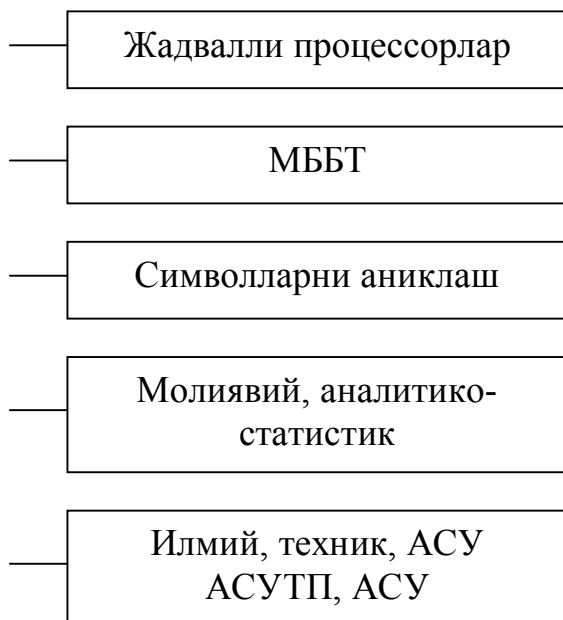 Жадвалли процессорлар
МББТ
Символларни аниклаш
Молиявий, аналитико-
статистик
Илмий, техник, АСУ
АСУТП, АСУ